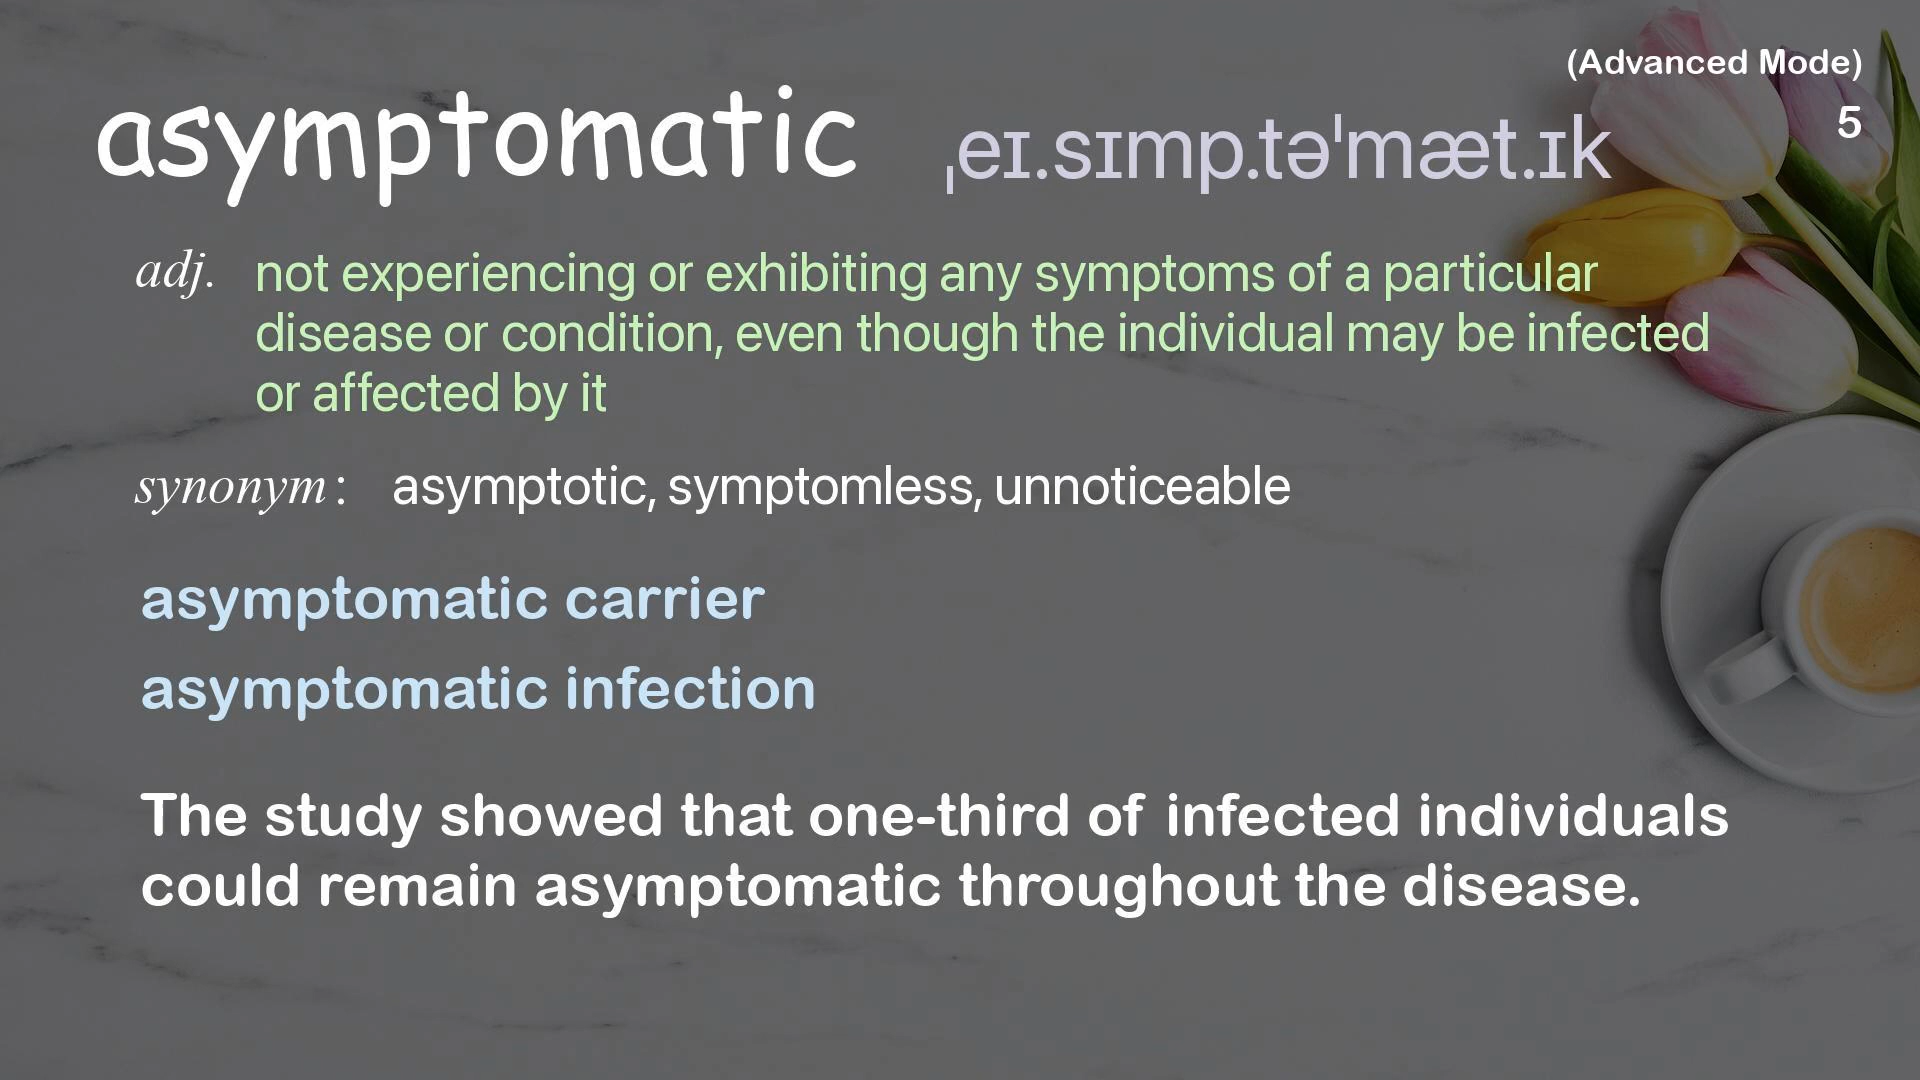 (Advanced Mode)
5
asymptomatic ˌeɪ.sɪmp.təˈmæt.ɪk
adj. not experiencing or exhibiting any symptoms of a particular
disease or condition, even though the individual may be infected
or affected by it
synonym: asymptotic, symptomless, unnoticeable
asymptomatic carrier
asymptomatic infection
The study showed that one-third of infected individuals
could remain asymptomatic throughout the disease.